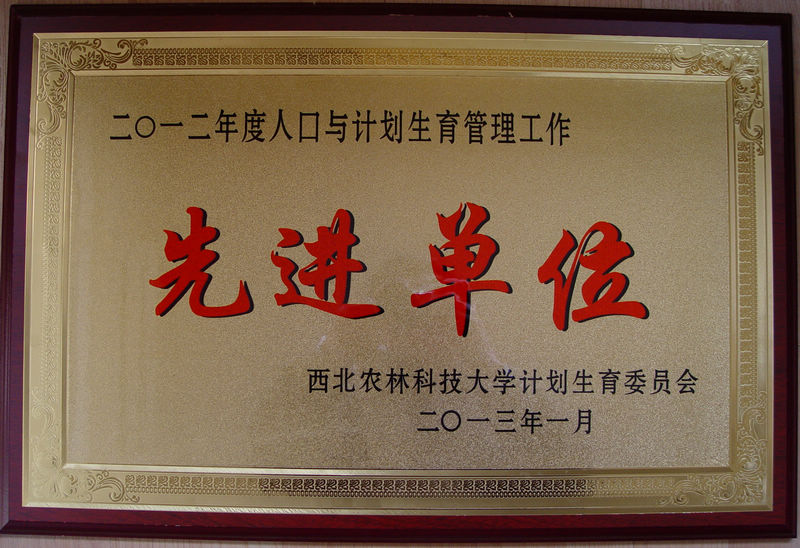 二〇一二年度人口与计划生育管理工作
先进单位
西北农林科技大学计划生育委员会
二〇一三年一月